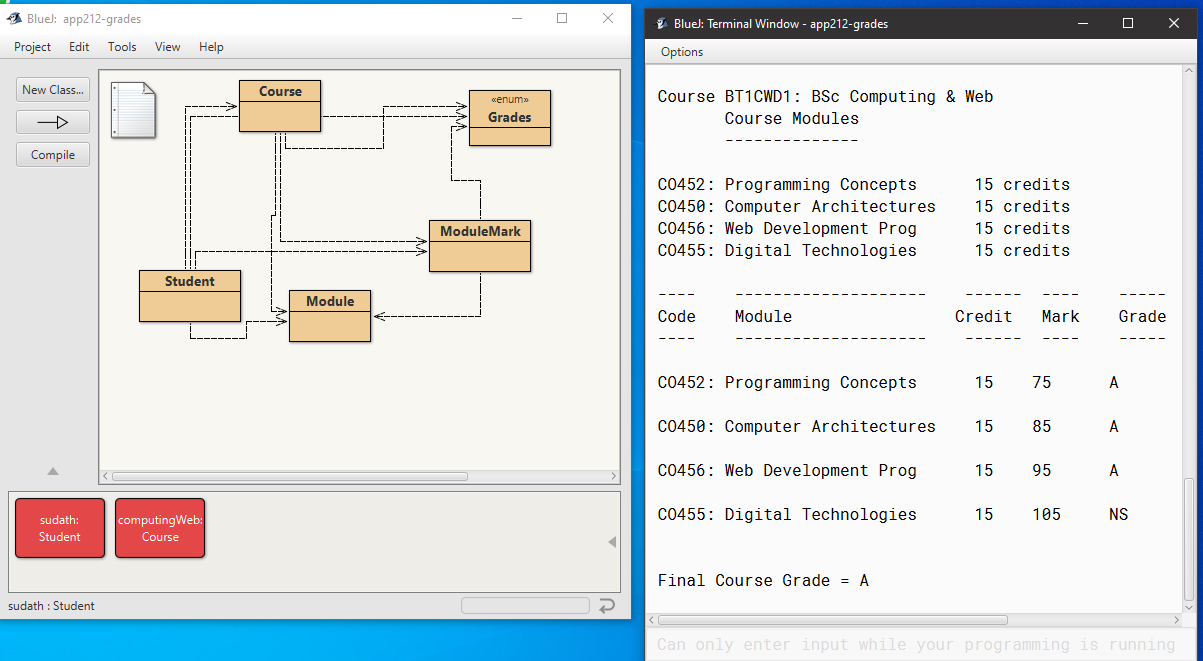 BlueJ: app212-grades
Project Edit Tools View Help
New Class...
Compile
Course
«enum»
Grades
ModuleMark
Student
Module
sudath:
Student
computingWeb:
Course
sudath : Student
BlueJ: Terminal Window - app212-grades
Options
Course BT1CWD1: BSc Computing & Web
Course Modules
--------------
CO452: Programming Concepts 15 credits
CO450: Computer Architectures 15 credits
CO456: Web Development Prog 15 credits
CO455: Digital Technologies 15 credits
---- -------------------- ------ ---- -----
Code Module Credit Mark Grade
---- -------------------- ------ ---- -----
CO452: Programming Concepts 15 75 A
CO450: Computer Architectures 15 85 A
CO456: Web Development Prog 15 95 A
CO455: Digital Technologies 15 105 NS
Final Course Grade = A
Can only enter input while your programming is running